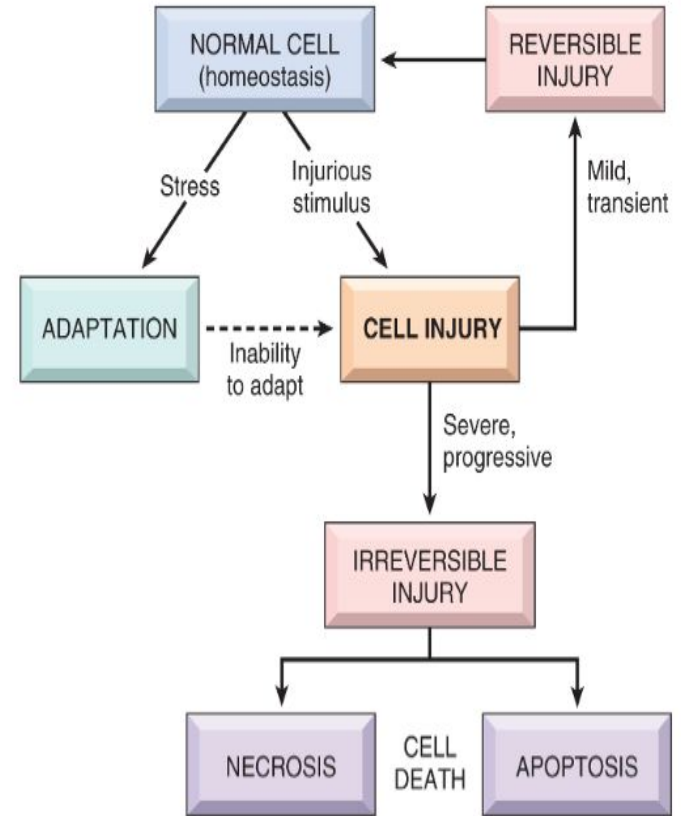 NORMAL CELL
(homeostasis)
REVERSIBLE
INJURY
Stress
Injurious
stimulus
Mild,
transient
ADAPTATION
Inability
to adapt
CELL INJURY
Severe,
progressive
IRREVERSIBLE
INJURY
NECROSIS
CELL
DEATH
APOPTOSIS